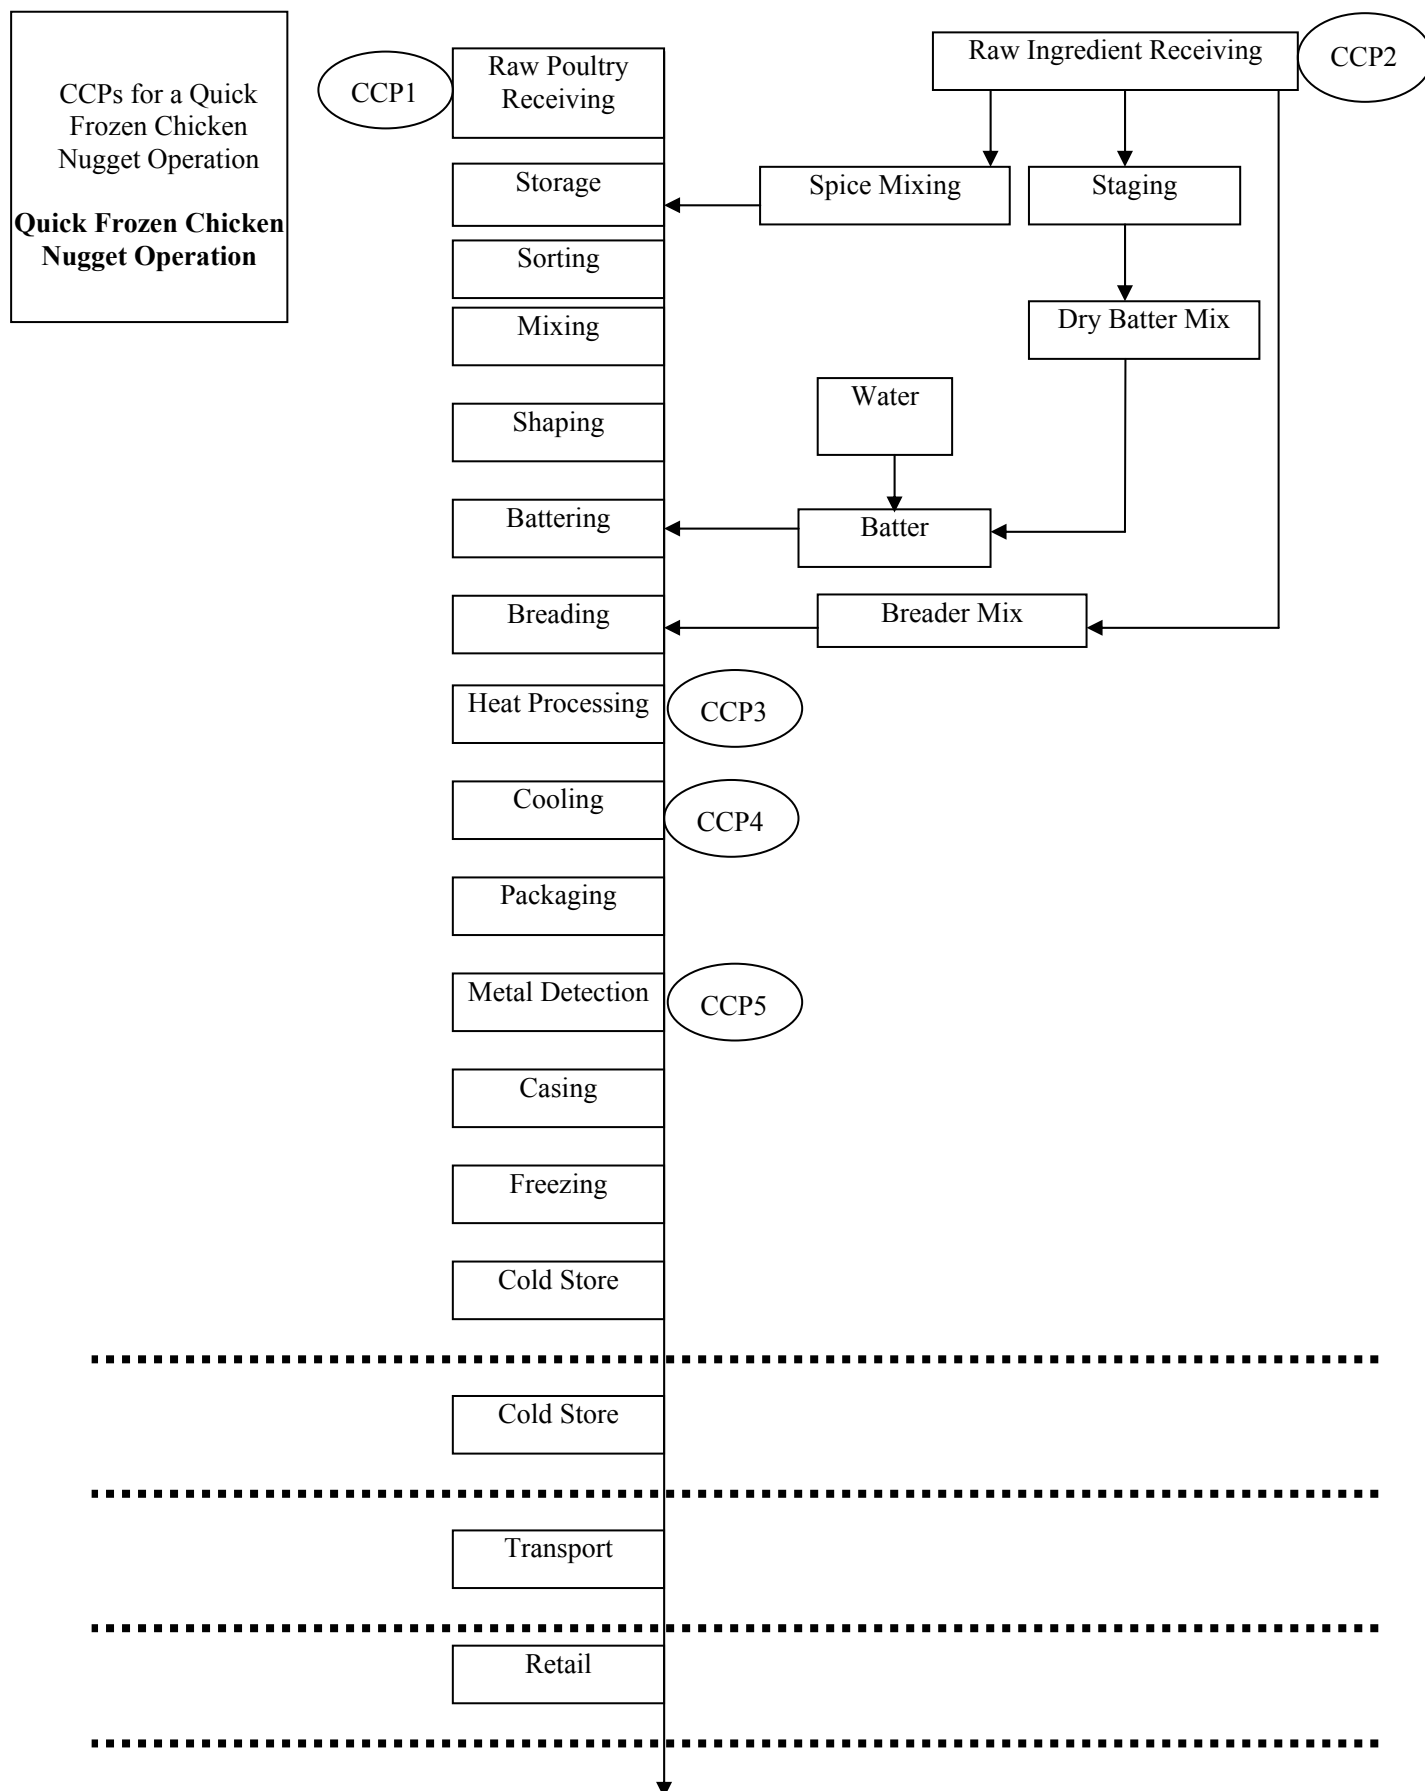 CCPs for a Quick
Frozen Chicken
Nugget Operation
Quick Frozen Chicken
Nugget Operation
CCP1
Raw Poultry
Receiving
Raw Ingredient Receiving
CCP2
Storage
Spice Mixing
Staging
Sorting
Mixing
Dry Batter Mix
Water
Shaping
Battering
Batter
Breading
Breader Mix
Heat Processing
CCP3
Cooling
CCP4
Packaging
Metal Detection
CCP5
Casing
Freezing
Cold Store
Cold Store
Transport
Retail